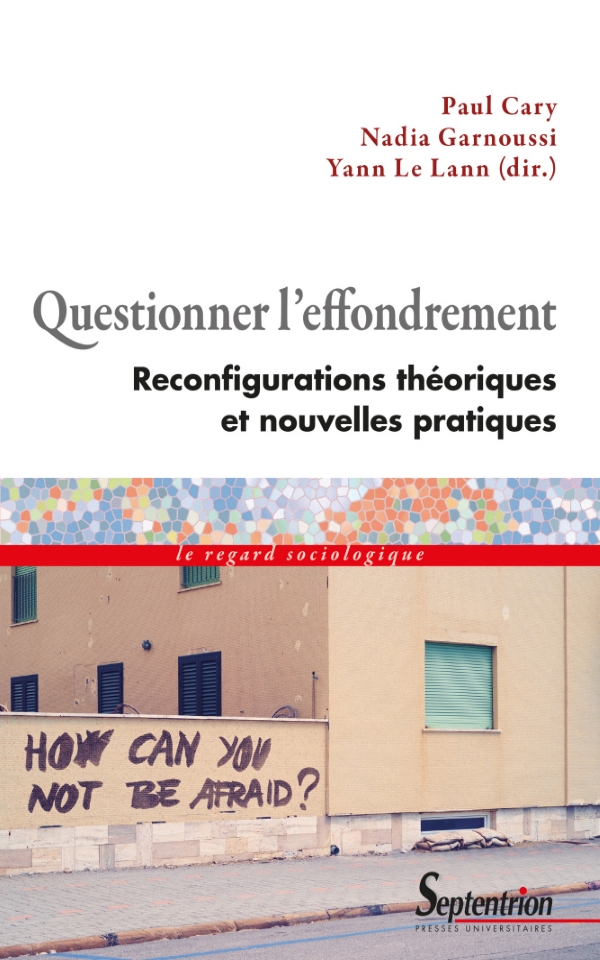 Paul Cary
Nadia Garnoussi
Yann Le Lann (dir.)
Questionner l’effondrement
Reconfigurations théoriques
et nouvelles pratiques
le regard sociologique
HOW CAN YOU
NOT BE AFRAID?
Septentrion
PRESSES UNIVERSITAIRES